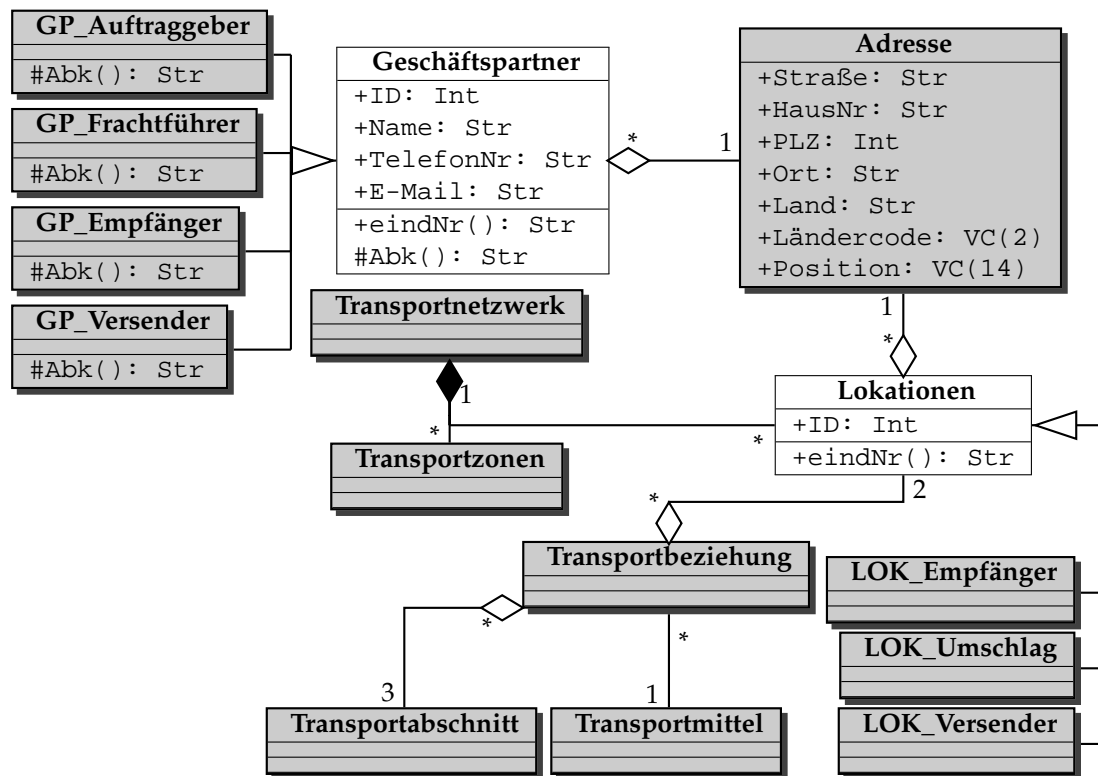 GP_Auftraggeber
#Abk(): Str
GP_Frachtführer
#Abk(): Str
GP_Empfänger
#Abk(): Str
GP_Versender
#Abk(): Str
Geschäftspartner
+ID: Int
+Name: Str
+TelefonNr: Str
+E-Mail: Str
+eindNr(): Str
#Abk(): Str
*
1
Adresse
+Straße: Str
+HausNr: Str
+PLZ: Int
+Ort: Str
+Land: Str
+Ländercode: VC(2)
+Position: VC(14)
1
*
Transportnetzwerk
1
*
*
Transportzonen
Lokationen
+ID: Int
+eindNr(): Str
2
*
Transportbeziehung
*
*
3
1
Transportabschnitt
Transportmittel
LOK_Empfänger
LOK_Umschlag
LOK_Versender